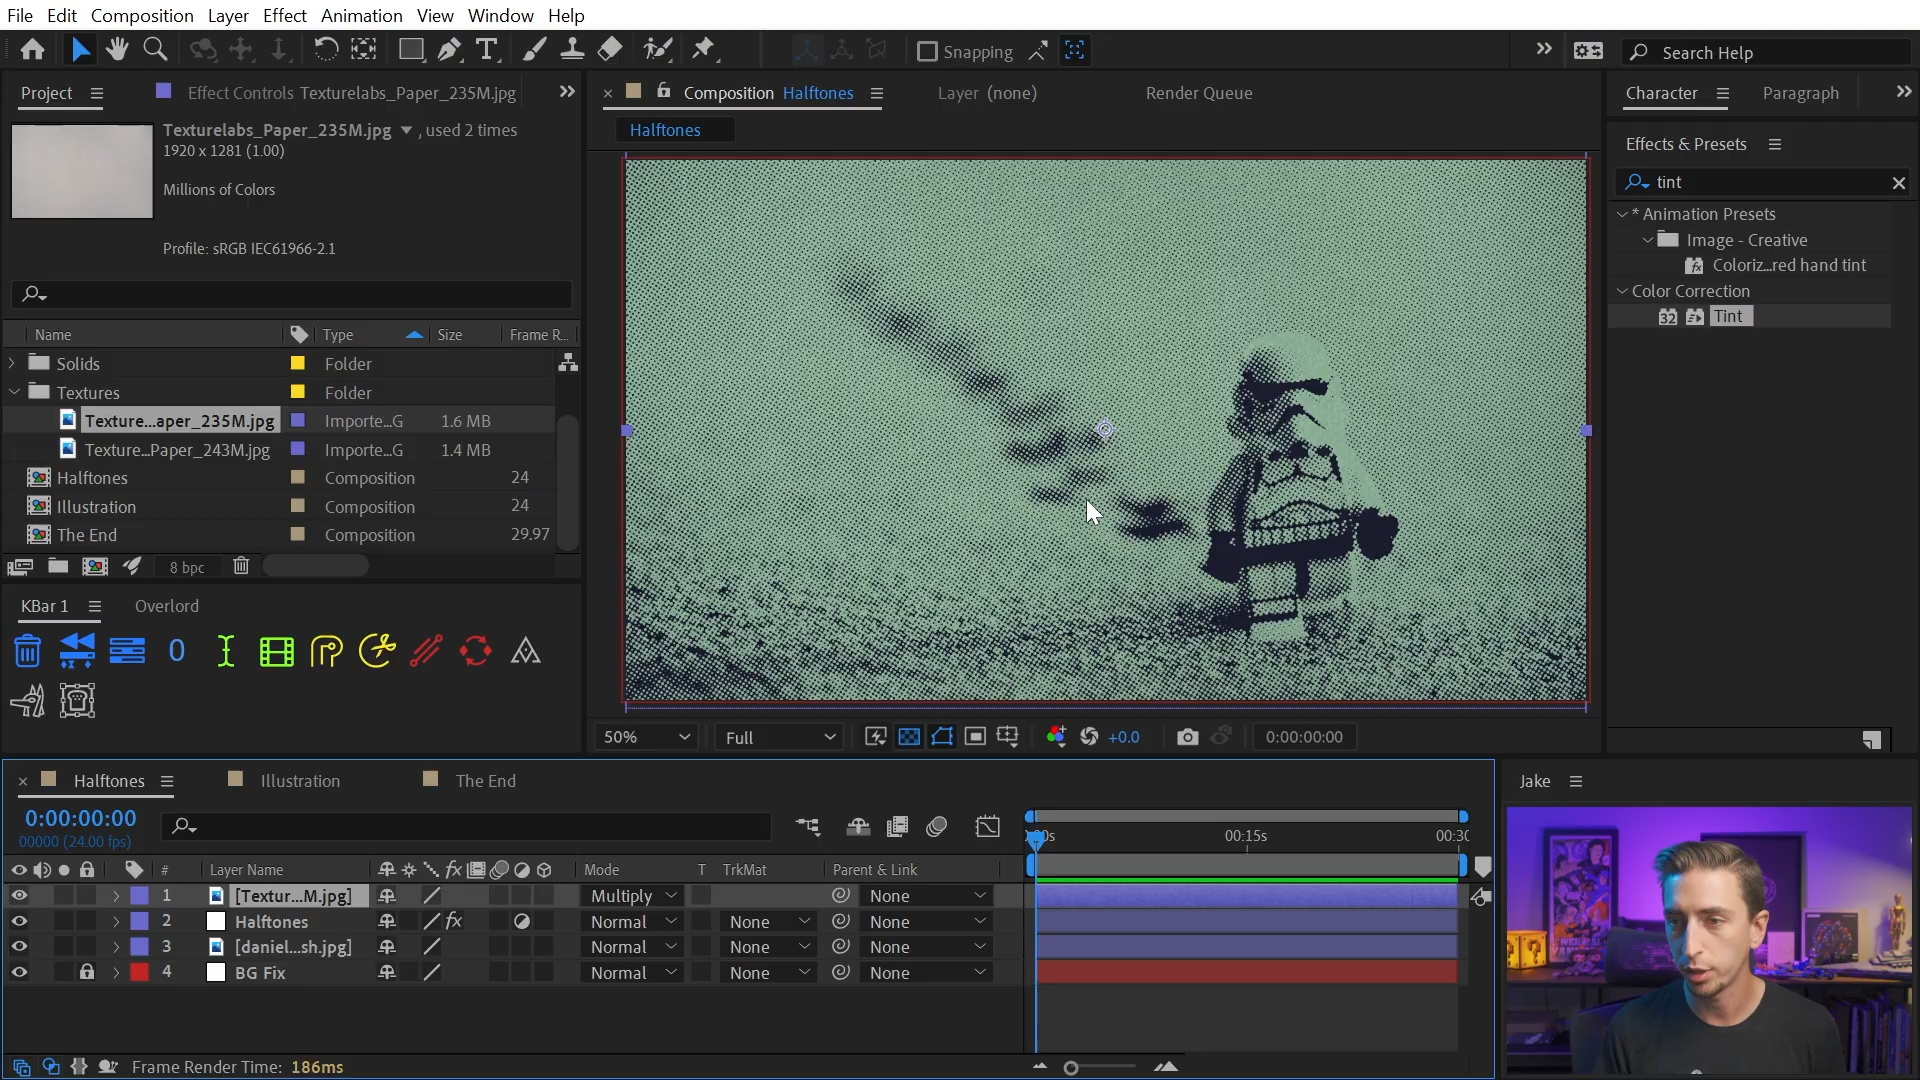 File Edit Composition Layer Effect Animation View Window Help
Snapping
Search Help
Project
Effect Controls Texturelabs_Paper_235M.jpg
Composition Halftones
Layer (none)
Render Queue
Character
Paragraph
Texturelabs_Paper_235M.jpg , used 2 times
1920 x 1281 (1.00)
Millions of Colors
Profile: sRGB IEC61966-2.1
Halftones
Effects & Presets
tint
* Animation Presets
Image - Creative
Coloriz...red hand tint
Color Correction
32 Tint
Name Type Size Frame R...
Solids Folder
Textures Folder
Texture...aper_235M.jpg Importe...G 1.6 MB
Texture...Paper_243M.jpg Importe...G 1.4 MB
Halftones Composition 24
Illustration Composition 24
The End Composition 29.97
8 bpc
KBar 1
Overlord
0
50%
Full
+0.0
0:00:00:00
Halftones
Illustration
The End
Jake
0:00:00:00
00000 (24.00 fps)
00:15s
# Layer Name fx Mode T TrkMat Parent & Link
1 [Textur...M.jpg] Multiply None
2 Halftones fx Normal None None
3 [daniel...sh.jpg] Normal None None
4 BG Fix Normal None None
Frame Render Time: 186ms